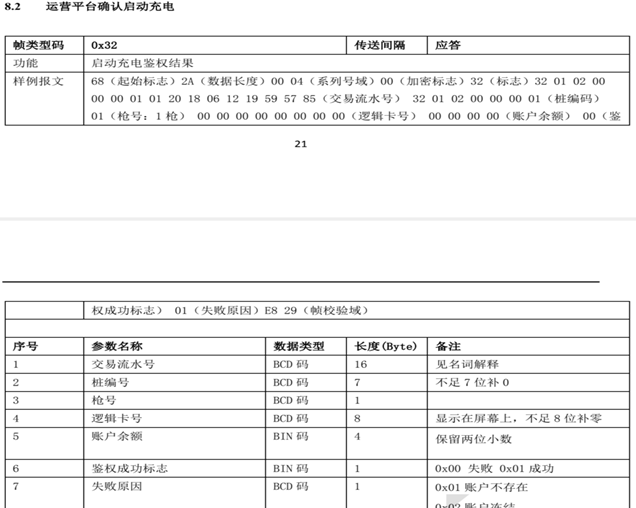 8.2 运营平台确认启动充电
帧类型码 0x32 传送间隔 应答
功能 启动充电鉴权结果
样例报文 68（起始标志）2A（数据长度）00 04（系列号域）00（加密标志）32（标志）32 01 02 00
00 00 01 01 20 18 06 12 19 59 57 85（交易流水号） 32 01 02 00 00 00 01（桩编码）
01（枪号：1 枪） 00 00 00 00 00 00 00 00（逻辑卡号） 00 00 00 00（账户余额） 00（鉴
21
权成功标志） 01（失败原因）E8 29（帧校验域）
序号 参数名称 数据类型 长度(Byte) 备注
1 交易流水号 BCD 码 16 见名词解释
2 桩编号 BCD 码 7 不足 7 位补 0
3 枪号 BCD 码 1
4 逻辑卡号 BCD 码 8 显示在屏幕上，不足 8 位补零
5 账户余额 BIN 码 4 保留两位小数
6 鉴权成功标志 BIN 码 1 0x00 失败 0x01 成功
7 失败原因 BCD 码 1 0x01 账户不存在
0x02 账户冻结